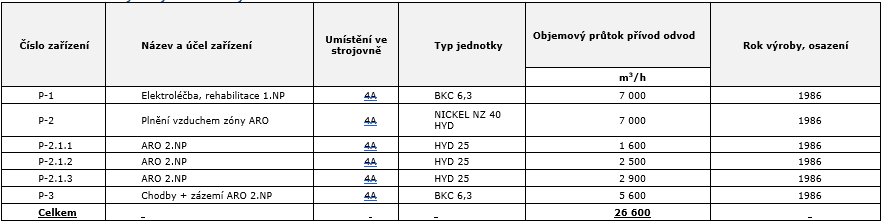 Číslo zařízení Název a účel zařízení Umístění ve strojovně Typ jednotky Objemový průtok přívod odvod Rok výroby, osazení
m³/h
P-1 Elektroléčba, rehabilitace 1.NP 4A BKC 6,3 7 000 1986
P-2 Plnění vzduchem zóny ARO 4A NICKEL NZ 40 HYD 7 000 1986
P-2.1.1 ARO 2.NP 4A HYD 25 1 600 1986
P-2.1.2 ARO 2.NP 4A HYD 25 2 500 1986
P-2.1.3 ARO 2.NP 4A HYD 25 2 900 1986
P-3 Chodby + zázemí ARO 2.NP 4A BKC 6,3 5 600 1986
Celkem 26 600